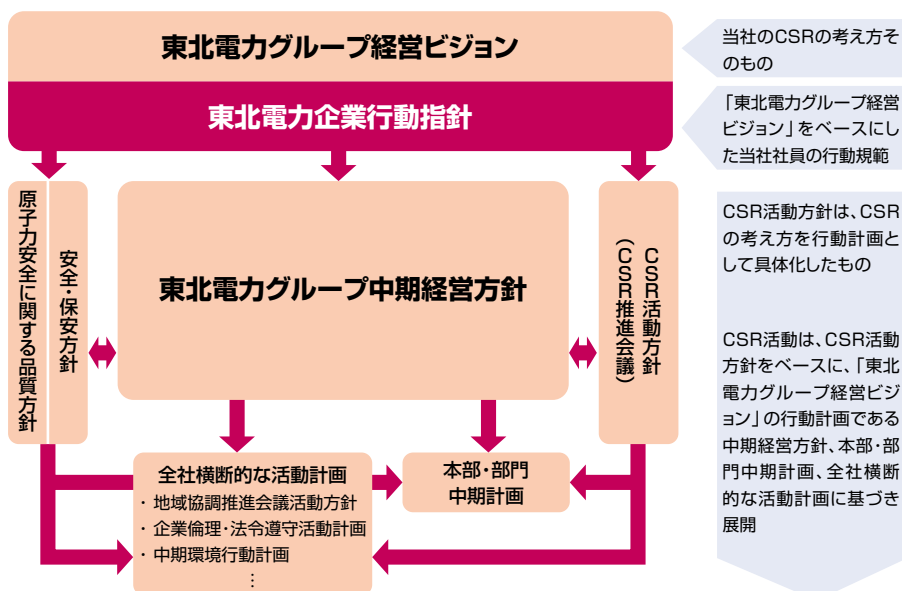 東北電力グループ経営ビジョン
当社のCSRの考え方そ
のもの
東北電力企業行動指針
「東北電力グループ経営
ビジョン」をベースにし
た当社社員の行動規範
原子力安全に関する品質方針
安全・保安方針
東北電力グループ中期経営方針
CSR活動方針
(CSR推進会議)
CSR活動方針は、CSR
の考え方を行動計画と
して具体化したもの
CSR活動は、CSR活動
方針をベースに、「東北
電力グループ経営ビジ
ョン」の行動計画である
中期経営方針、本部・部
門中期計画、全社横断
的な活動計画に基づき
展開
全社横断的な活動計画
・ 地域協調推進会議活動方針
・ 企業倫理・法令遵守活動計画
・ 中期環境行動計画
⋮
本部・部門
中期計画